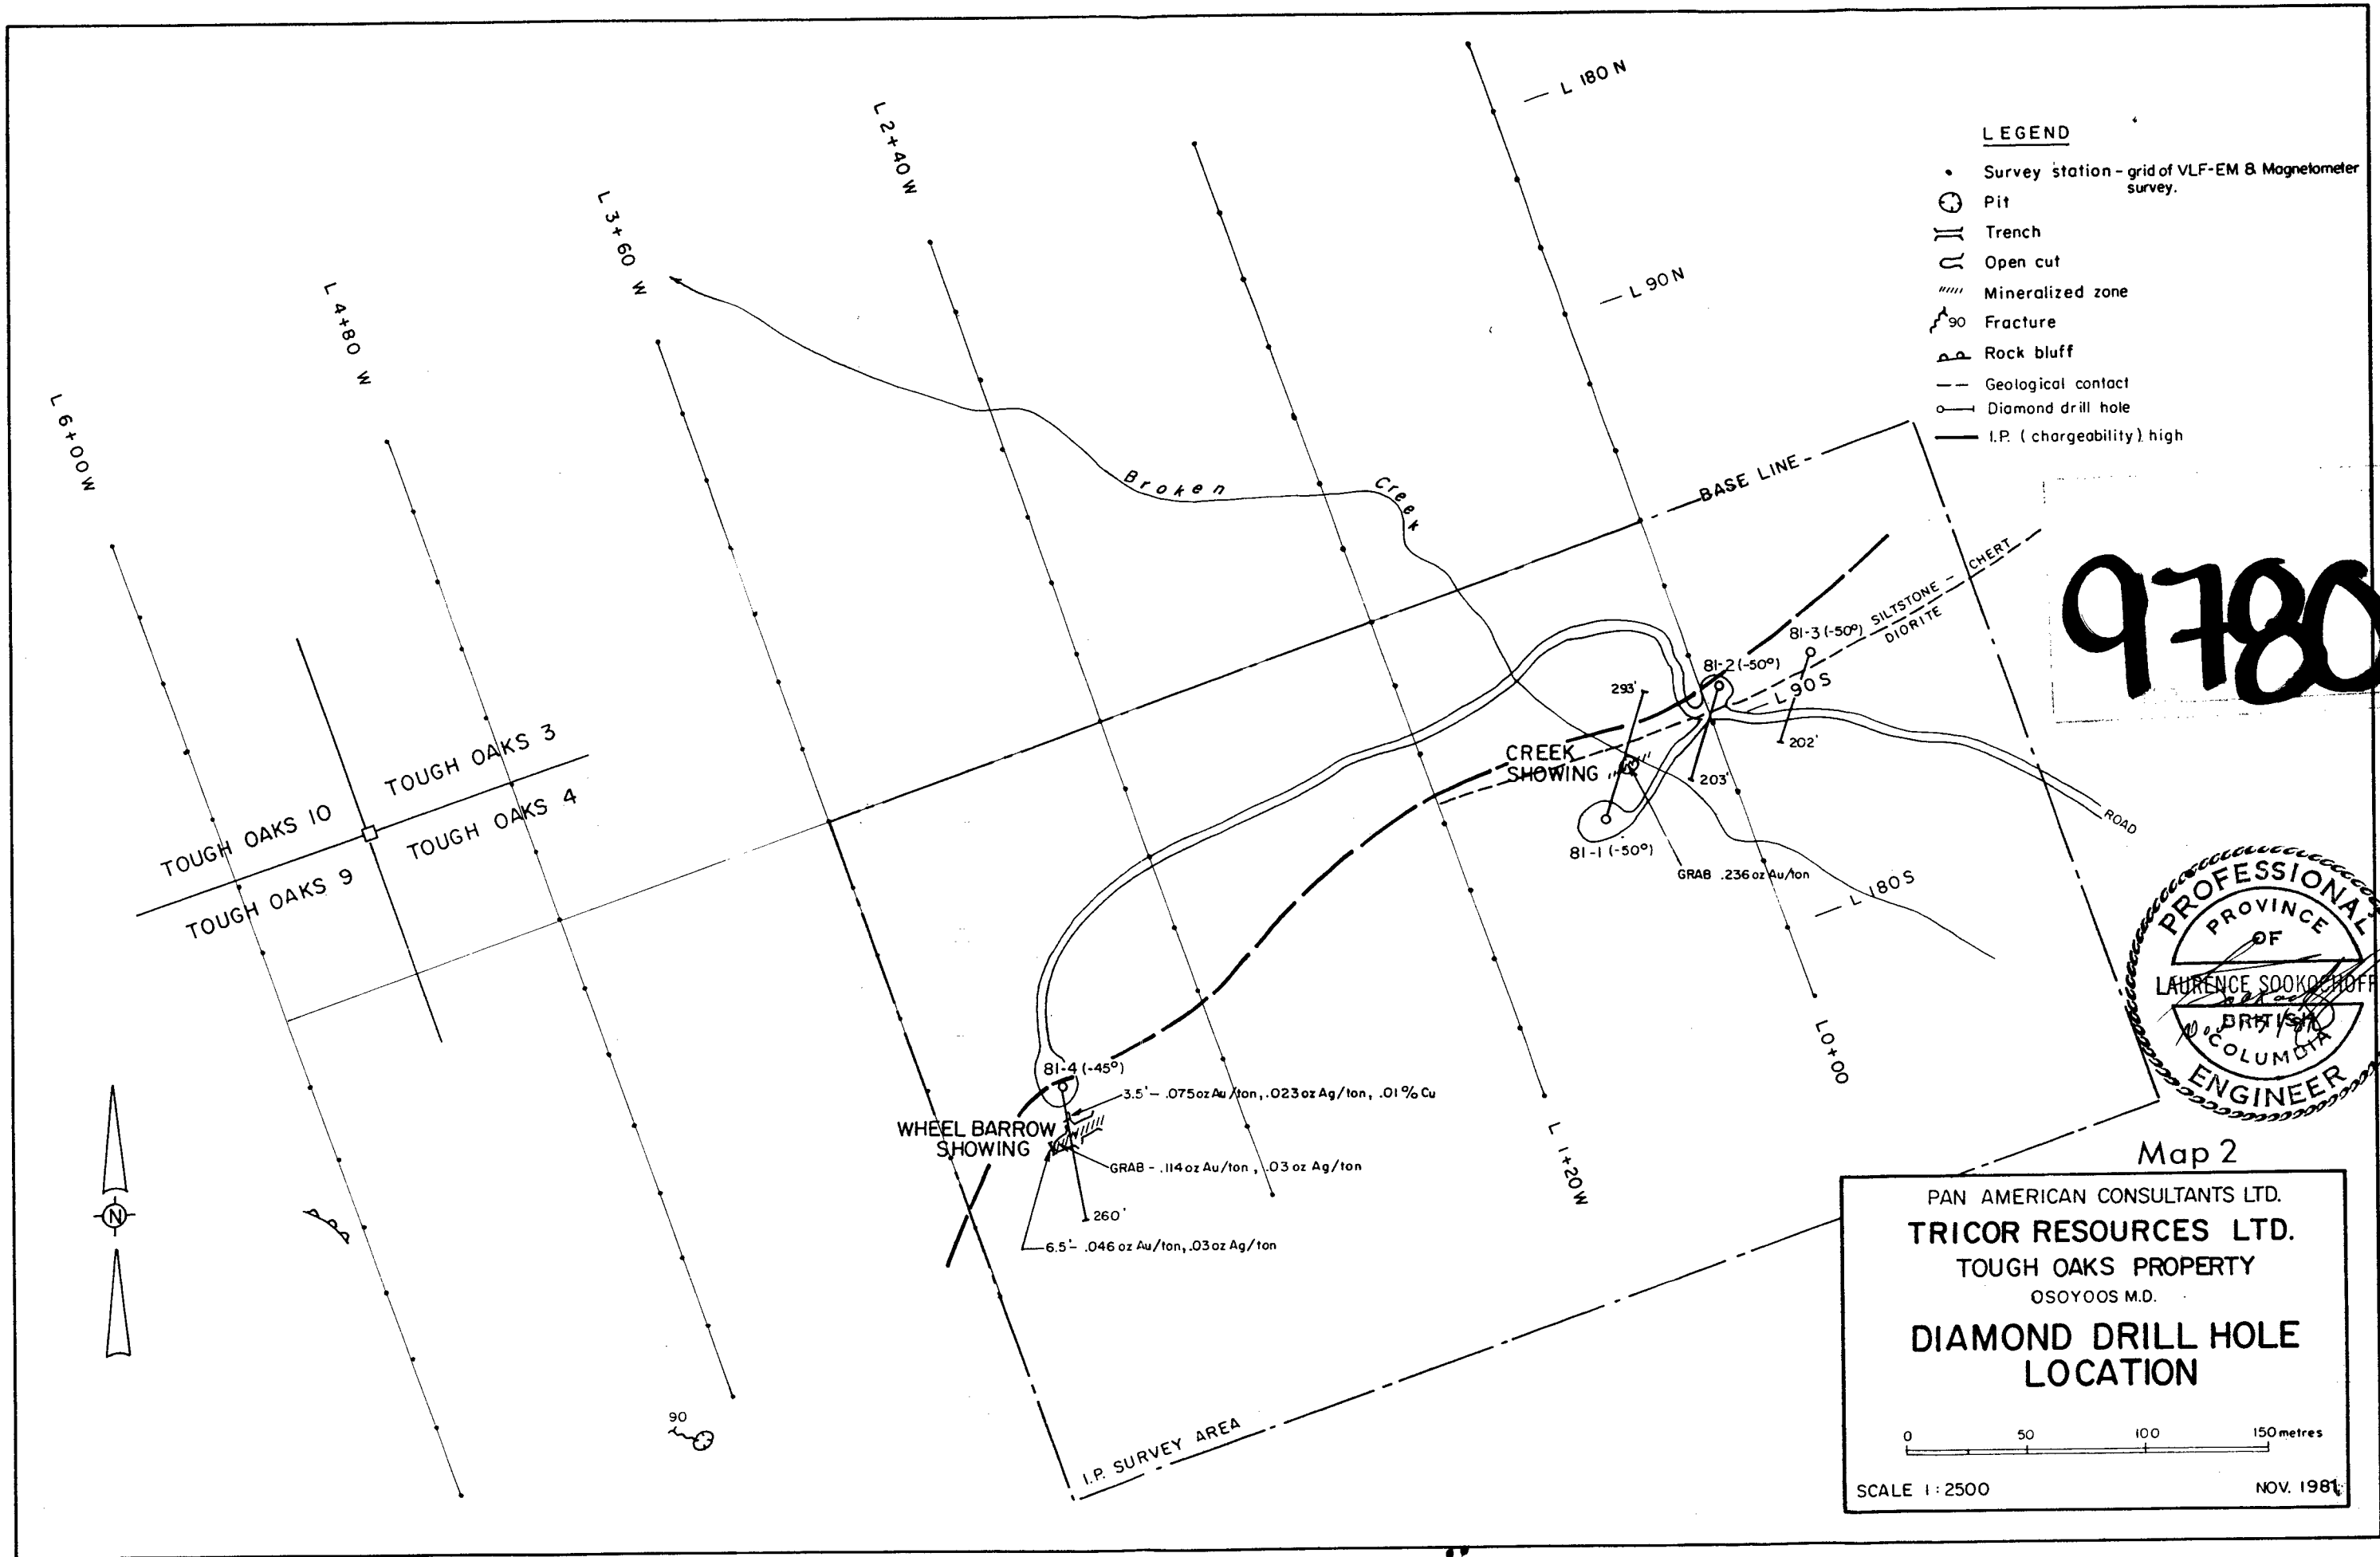 L 180 N
L 90 N
L 2+40 W
L 3+60 W
L 4+80 W
L 6+00W
LEGEND
Survey station - grid of VLF-EM & Magnetometer
survey.
Pit
Trench
Open cut
Mineralized zone
90 Fracture
Rock bluff
Geological contact
Diamond drill hole
I.P. (chargeability) high
9780
Broken Creek
BASE LINE
SILTSTONE - CHERT
DIORITE
81-3 (-50°)
81-2 (-50°)
L 90 S
293'
202'
203'
CREEK
SHOWING
81-1 (-50°)
GRAB .236 oz Au/ton
ROAD
L 180 S
TOUGH OAKS 3
TOUGH OAKS 10
TOUGH OAKS 4
TOUGH OAKS 9
L0+00
L 1+20W
81-4 (-45°)
3.5' - .075 oz Au/ton, .023 oz Ag/ton, .01% Cu
WHEEL BARROW
SHOWING
GRAB - .114 oz Au/ton, .03 oz Ag/ton
260'
6.5' - .046 oz Au/ton, .03 oz Ag/ton
N
90
I.P. SURVEY AREA
PROFESSIONAL
PROVINCE
OF
LAURENCE SOOKOCHOFF
BRITISH
COLUMBIA
ENGINEER
Map 2
PAN AMERICAN CONSULTANTS LTD.
TRICOR RESOURCES LTD.
TOUGH OAKS PROPERTY
OSOYOOS M.D.
DIAMOND DRILL HOLE
LOCATION
0 50 100 150 metres
SCALE 1:2500 NOV. 1981